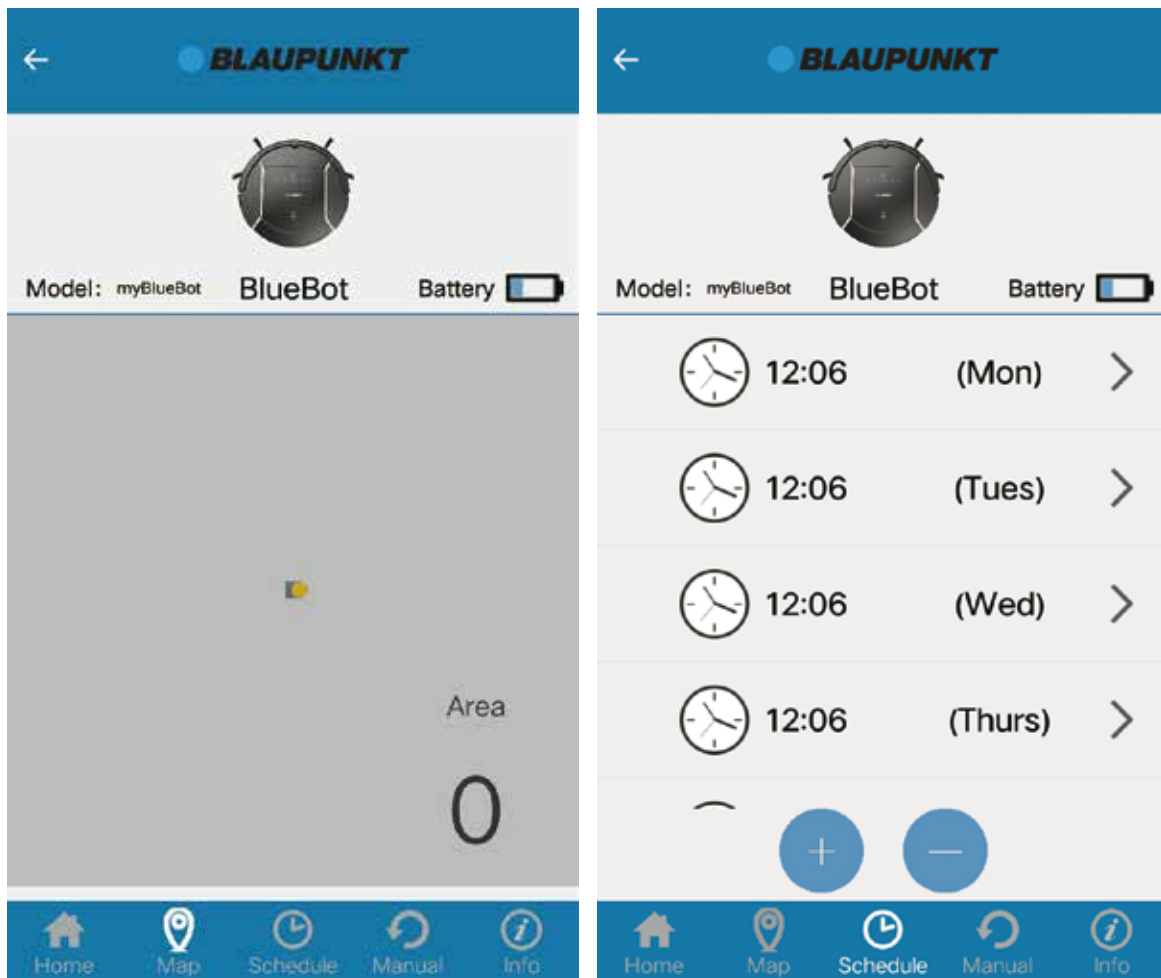 BLAUPUNKT
Model: myBlueBot BlueBot Battery
Area
0
Home Map Schedule Manual Info
BLAUPUNKT
Model: myBlueBot BlueBot Battery
12:06 (Mon)
12:06 (Tues)
12:06 (Wed)
12:06 (Thurs)
+ −
Home Map Schedule Manual Info